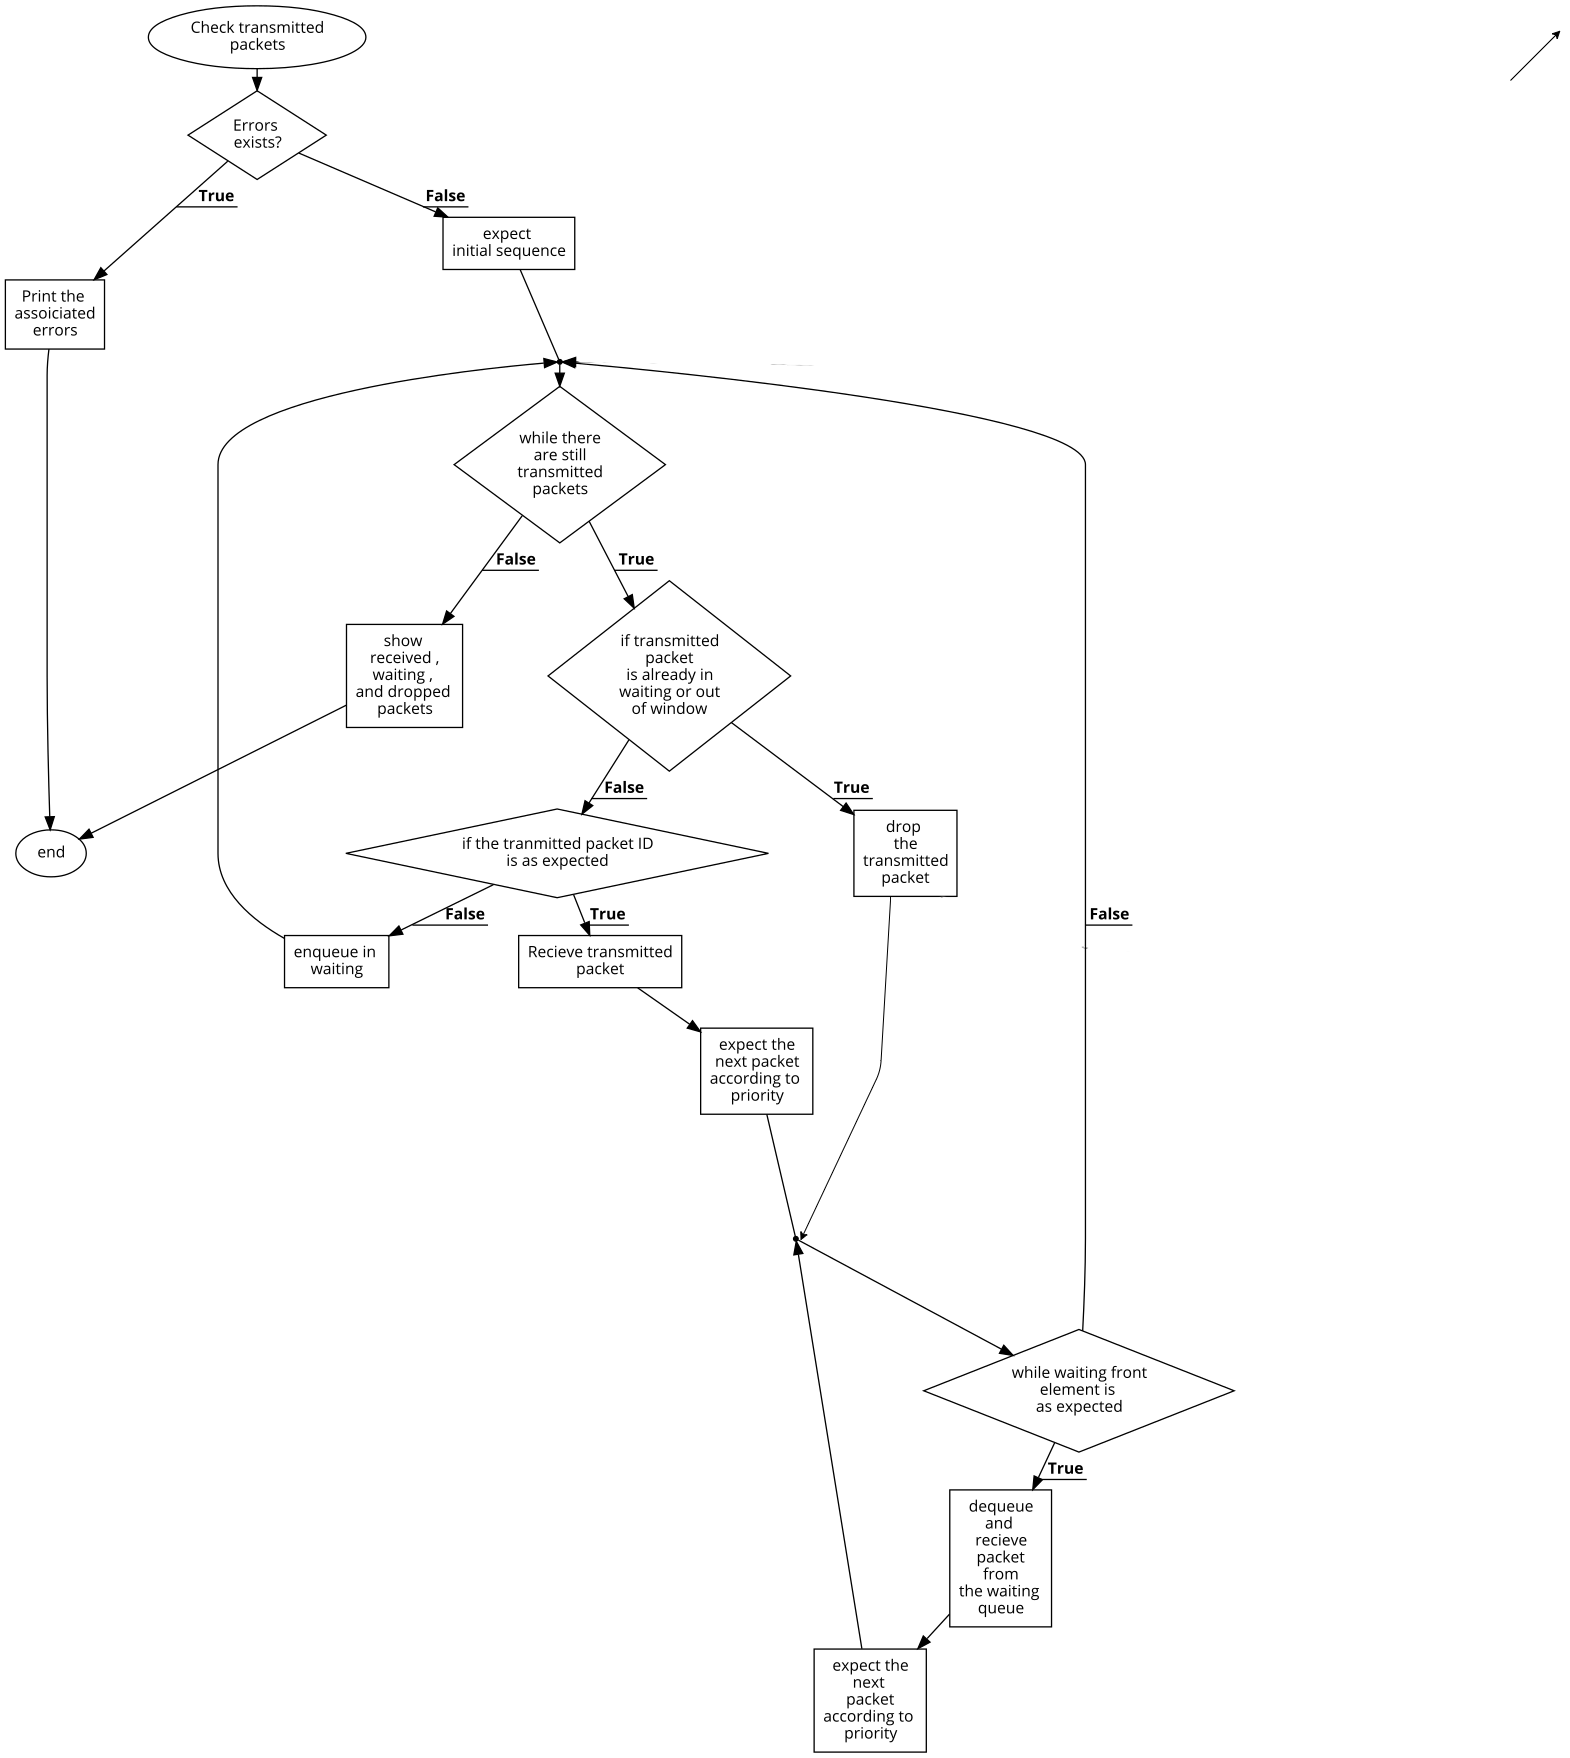 Check transmitted
packets
Errors
exists?
True
False
expect
initial sequence
Print the
assoiciated
errors
while there
are still
transmitted
packets
False
True
show
received ,
waiting ,
and dropped
packets
if transmitted
packet
is already in
waiting or out
of window
False
True
end
if the tranmitted packet ID
is as expected
drop
the
transmitted
packet
False
True
False
enqueue in
waiting
Recieve transmitted
packet
expect the
next packet
according to
priority
while waiting front
element is
as expected
True
dequeue
and
recieve
packet
from
the waiting
queue
expect the
next
packet
according to
priority